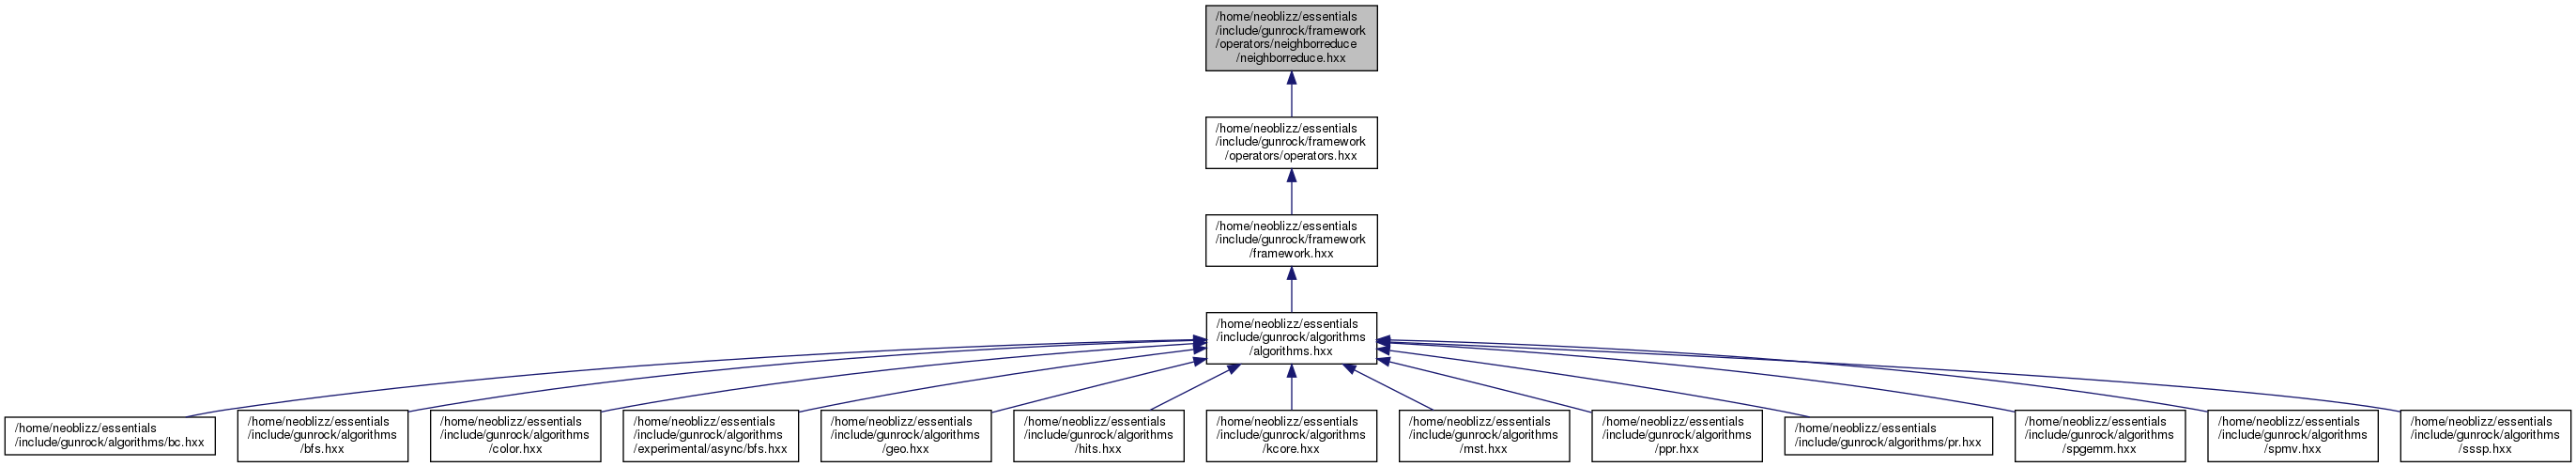 /home/neoblizz/essentials
/include/gunrock/framework
/operators/neighborreduce
/neighborreduce.hxx
/home/neoblizz/essentials
/include/gunrock/framework
/operators/operators.hxx
/home/neoblizz/essentials
/include/gunrock/framework
/framework.hxx
/home/neoblizz/essentials
/include/gunrock/algorithms
/algorithms.hxx
/home/neoblizz/essentials
/include/gunrock/algorithms/bc.hxx
/home/neoblizz/essentials
/include/gunrock/algorithms
/bfs.hxx
/home/neoblizz/essentials
/include/gunrock/algorithms
/color.hxx
/home/neoblizz/essentials
/include/gunrock/algorithms
/experimental/async/bfs.hxx
/home/neoblizz/essentials
/include/gunrock/algorithms
/geo.hxx
/home/neoblizz/essentials
/include/gunrock/algorithms
/hits.hxx
/home/neoblizz/essentials
/include/gunrock/algorithms
/kcore.hxx
/home/neoblizz/essentials
/include/gunrock/algorithms
/mst.hxx
/home/neoblizz/essentials
/include/gunrock/algorithms
/ppr.hxx
/home/neoblizz/essentials
/include/gunrock/algorithms/pr.hxx
/home/neoblizz/essentials
/include/gunrock/algorithms
/spgemm.hxx
/home/neoblizz/essentials
/include/gunrock/algorithms
/spmv.hxx
/home/neoblizz/essentials
/include/gunrock/algorithms
/sssp.hxx